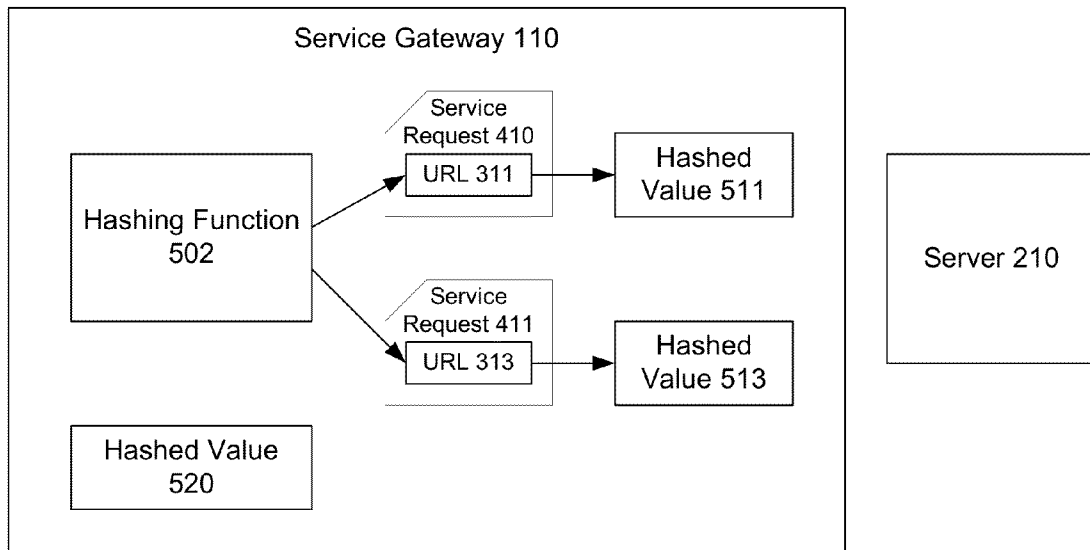 Service Gateway 110
Service
Request 410
URL 311
Hashed
Value 511
Hashing Function
502
Server 210
Service
Request 411
URL 313
Hashed
Value 513
Hashed Value
520